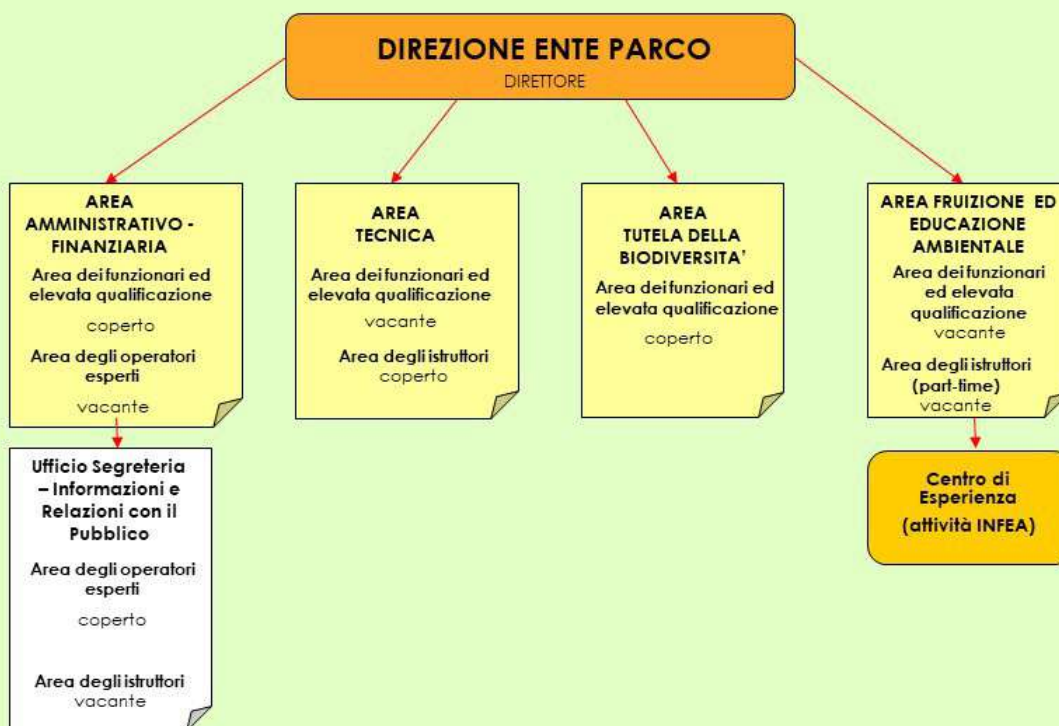 DIREZIONE ENTE PARCO
DIRETTORE
AREA
AMMINISTRATIVO -
FINANZIARIA
Area dei funzionari ed
elevata qualificazione
coperto
Area degli operatori
esperti
vacante
AREA
TECNICA
Area dei funzionari ed
elevata qualificazione
vacante
Area degli istruttori
coperto
AREA
TUTELA DELLA
BIODIVERSITA'
Area dei funzionari ed
elevata qualificazione
coperto
AREA FRUIZIONE ED
EDUCAZIONE
AMBIENTALE
Area dei funzionari
ed elevata
qualificazione
vacante
Area degli istruttori
(part-time)
vacante
Ufficio Segreteria
– Informazioni e
Relazioni con il
Pubblico
Area degli operatori
esperti
coperto
Area degli istruttori
vacante
Centro di
Esperienza
(attività INFEA)